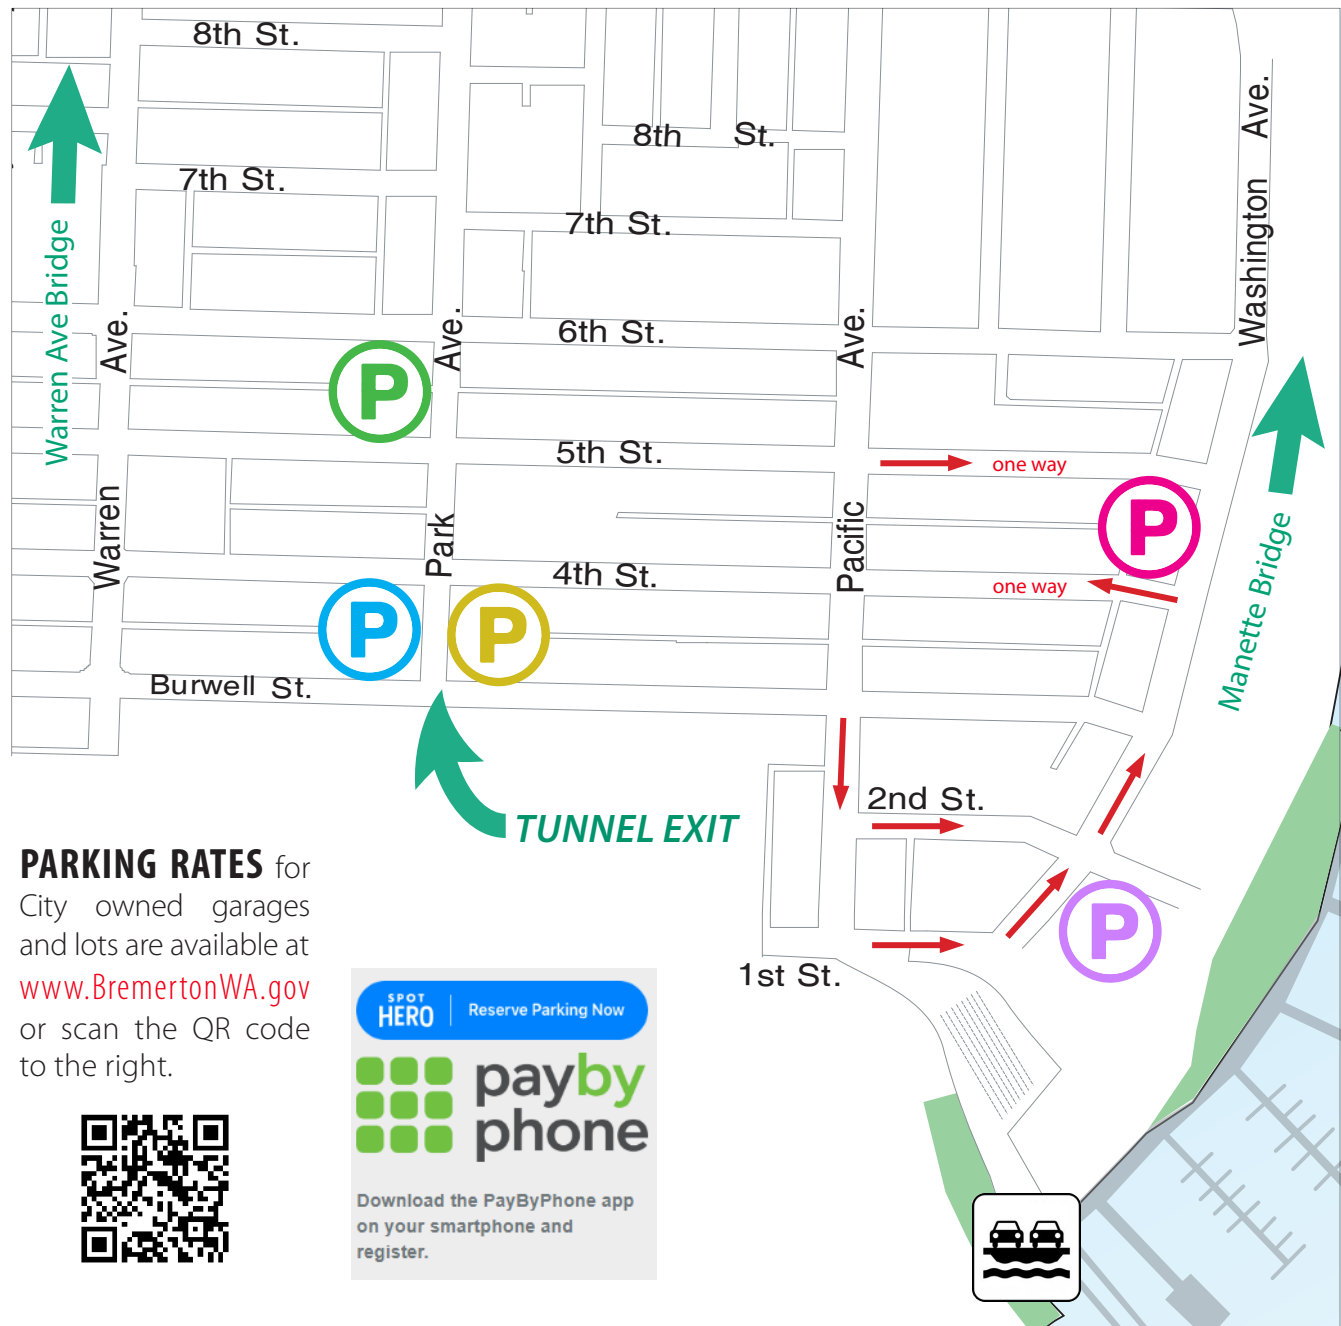 8th St.
8th St.
7th St.
7th St.
6th St.
5th St.
4th St.
Burwell St.
2nd St.
1st St.
Warren Ave.
Park Ave.
Pacific Ave.
Washington Ave.
Warren Ave Bridge
Manette Bridge
one way
one way
P
P
P
P
P
TUNNEL EXIT
PARKING RATES for
City owned garages
and lots are available at
www.BremertonWA.gov
or scan the QR code
to the right.
SPOT
HERO
Reserve Parking Now
payby
phone
Download the PayByPhone app
on your smartphone and
register.